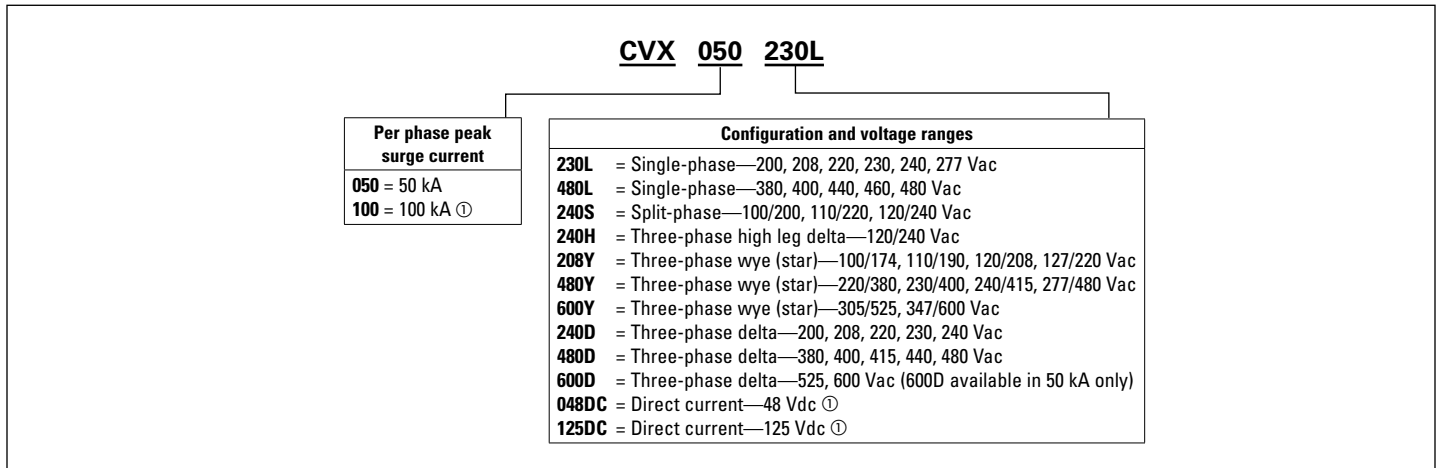 CVX 050 230L
Per phase peak
surge current
050 = 50 kA
100 = 100 kA ①
Configuration and voltage ranges
230L = Single-phase—200, 208, 220, 230, 240, 277 Vac
480L = Single-phase—380, 400, 440, 460, 480 Vac
240S = Split-phase—100/200, 110/220, 120/240 Vac
240H = Three-phase high leg delta—120/240 Vac
208Y = Three-phase wye (star)—100/174, 110/190, 120/208, 127/220 Vac
480Y = Three-phase wye (star)—220/380, 230/400, 240/415, 277/480 Vac
600Y = Three-phase wye (star)—305/525, 347/600 Vac
240D = Three-phase delta—200, 208, 220, 230, 240 Vac
480D = Three-phase delta—380, 400, 415, 440, 480 Vac
600D = Three-phase delta—525, 600 Vac (600D available in 50 kA only)
048DC = Direct current—48 Vdc ①
125DC = Direct current—125 Vdc ①